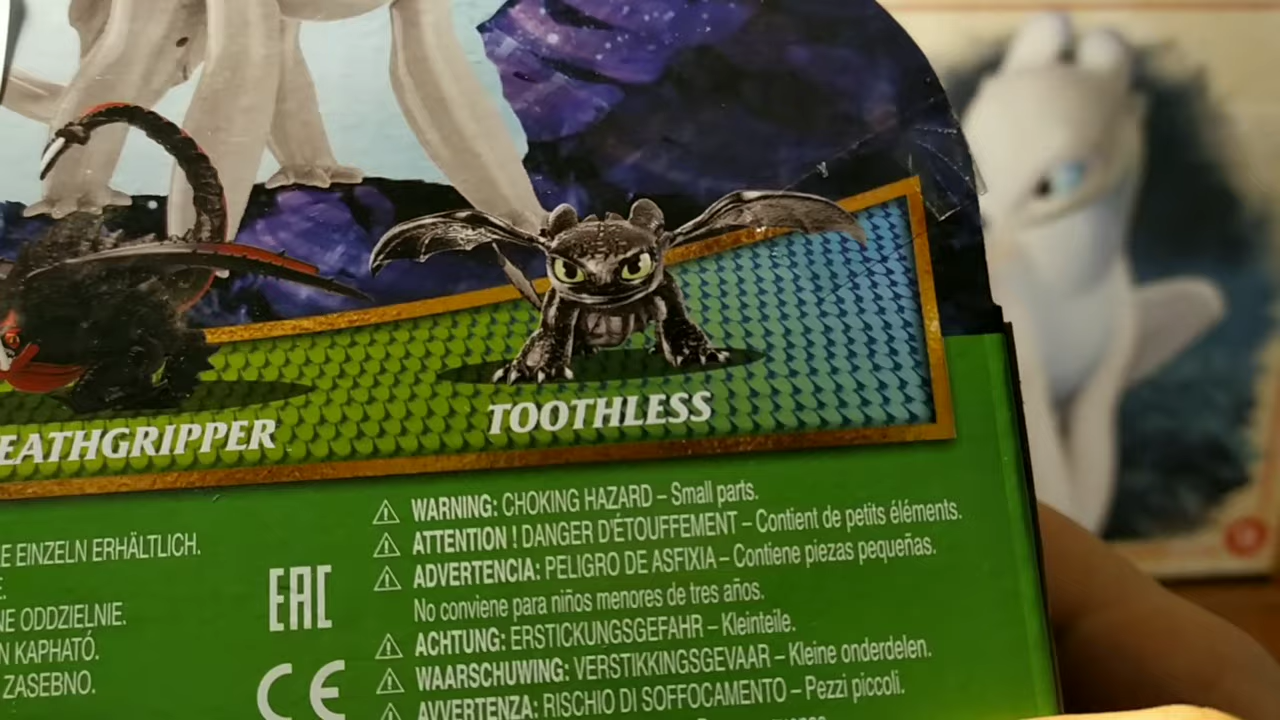 EATHGRIPPER
TOOTHLESS
E EINZELN ERHÄLTLICH.
E.
NE ODDZIELNIE.
N KAPHATÓ.
ZASEBNO.
EAC
CE
⚠ WARNING: CHOKING HAZARD – Small parts.
⚠ ATTENTION ! DANGER D'ÉTOUFFEMENT – Contient de petits éléments.
⚠ ADVERTENCIA: PELIGRO DE ASFIXIA – Contiene piezas pequeñas.
No conviene para niños menores de tres años.
⚠ ACHTUNG: ERSTICKUNGSGEFAHR – Kleinteile.
⚠ WAARSCHUWING: VERSTIKKINGSGEVAAR – Kleine onderdelen.
⚠ AVVERTENZA: RISCHIO DI SOFFOCAMENTO – Pezzi piccoli.